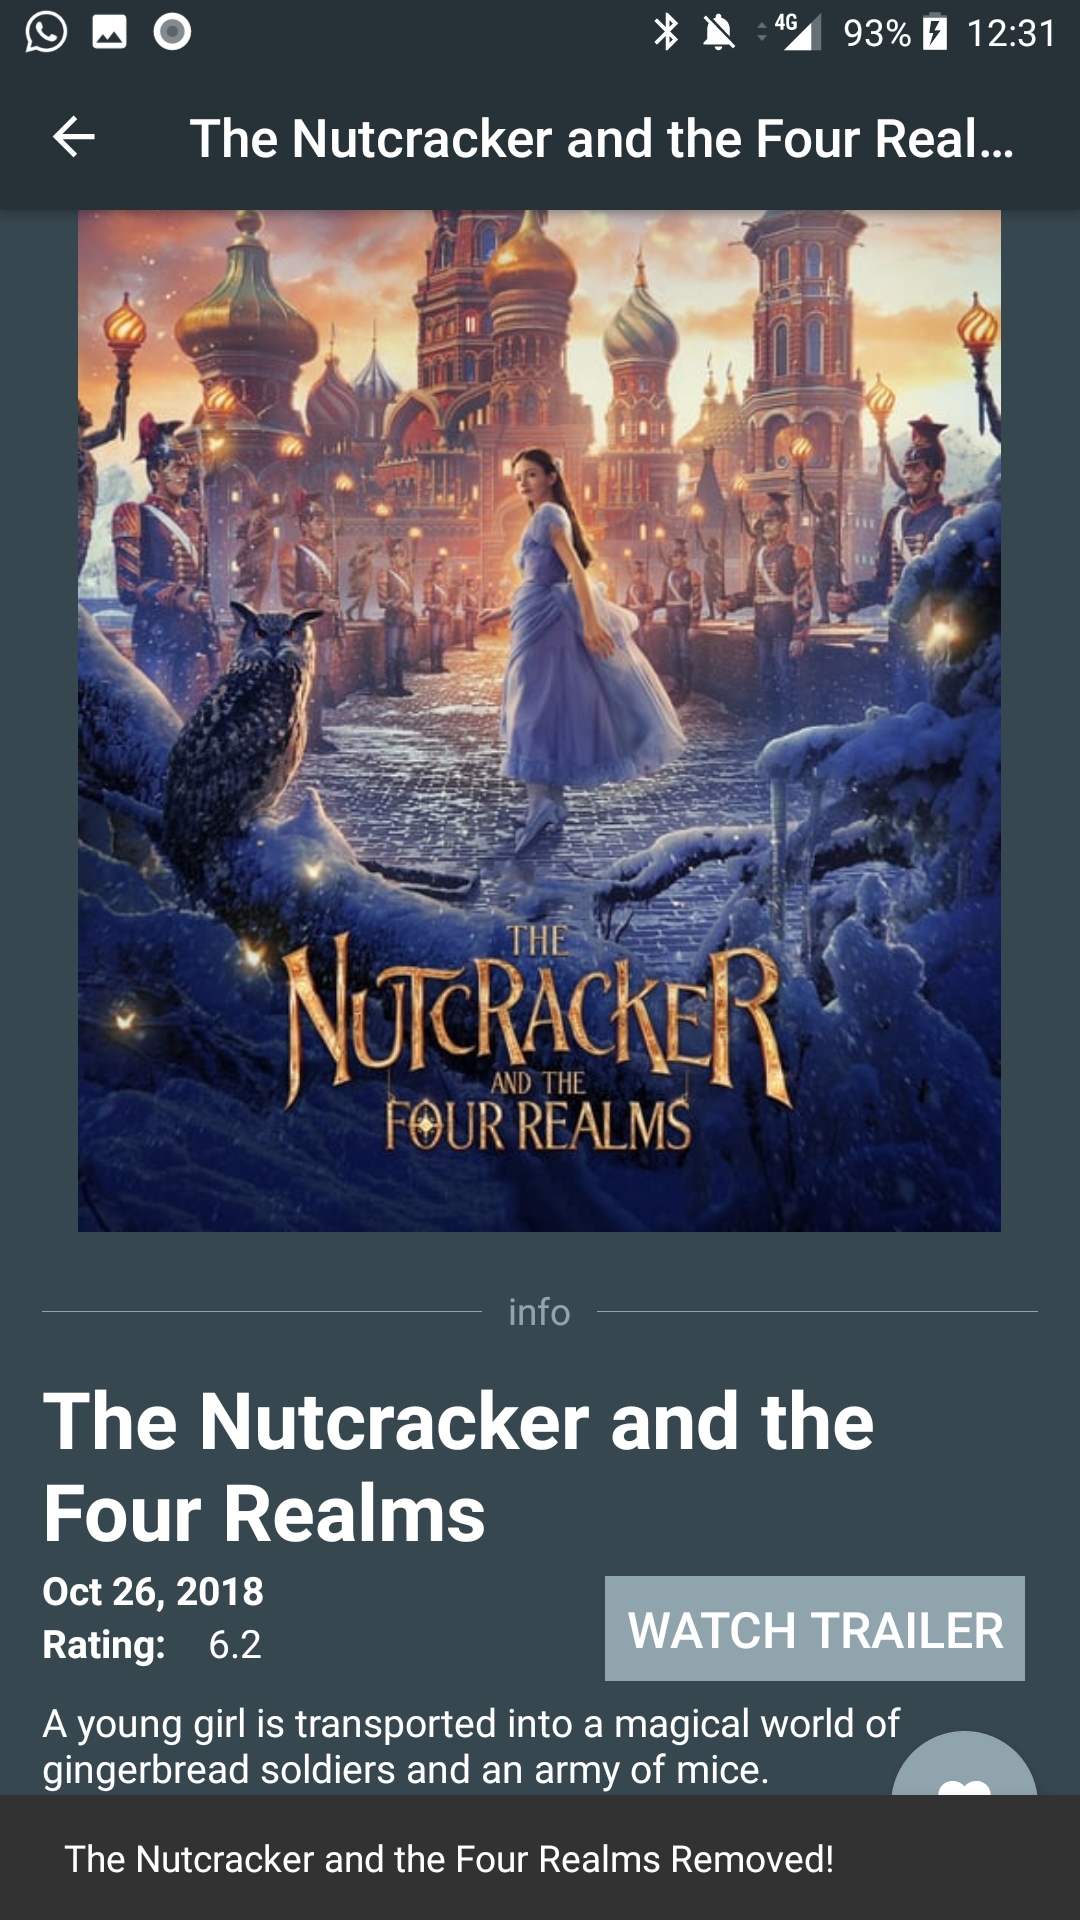 4G 93% 12:31
The Nutcracker and the Four Real...
THE
NUTCRACKER
AND THE
FOUR REALMS
info
The Nutcracker and the
Four Realms
Oct 26, 2018
WATCH TRAILER
Rating: 6.2
A young girl is transported into a magical world of
gingerbread soldiers and an army of mice.
The Nutcracker and the Four Realms Removed!